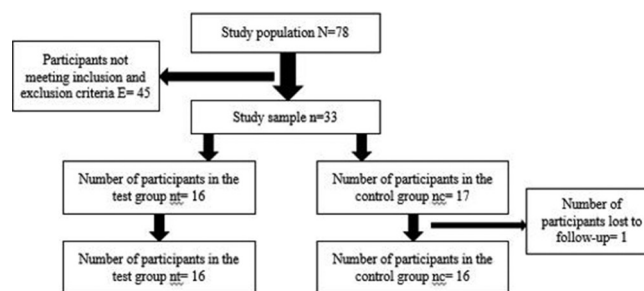 Study population N=78
Participants not
meeting inclusion and
exclusion criteria E= 45
Study sample n=33
Number of participants in the
test group nt= 16
Number of participants in the
control group nc= 17
Number of
participants lost to
follow-up= 1
Number of participants in the
test group nt= 16
Number of participants in the
control group nc= 16